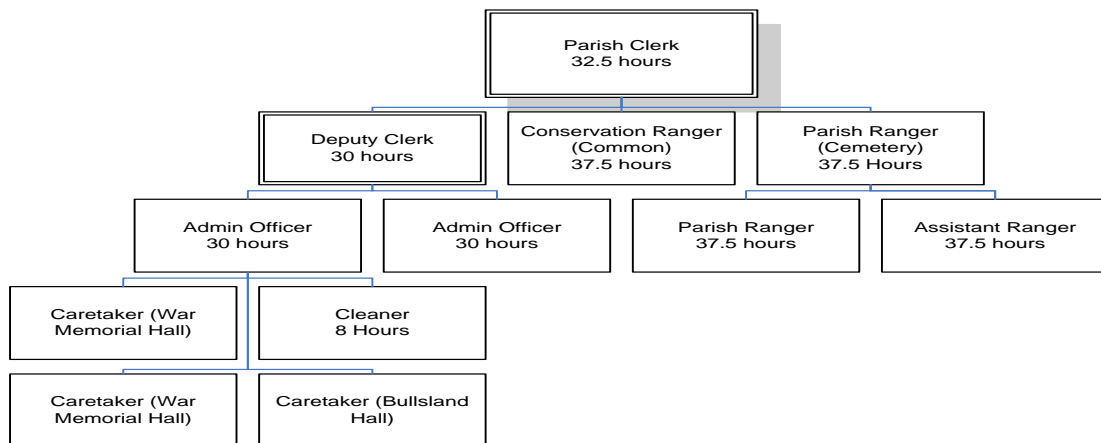 Parish Clerk
32.5 hours
Deputy Clerk
30 hours
Conservation Ranger
(Common)
37.5 hours
Parish Ranger
(Cemetery)
37.5 Hours
Admin Officer
30 hours
Admin Officer
30 hours
Parish Ranger
37.5 hours
Assistant Ranger
37.5 hours
Caretaker (War
Memorial Hall)
Cleaner
8 Hours
Caretaker (War
Memorial Hall)
Caretaker (Bullsland
Hall)